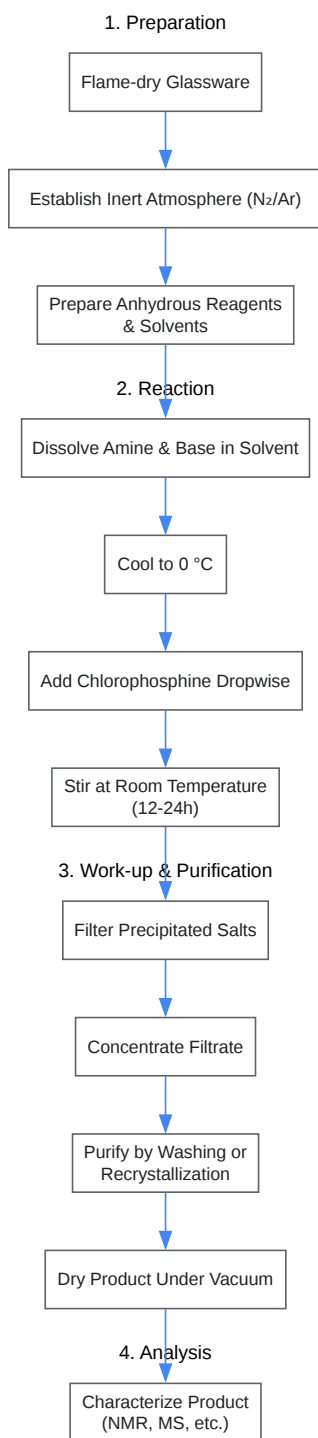 1. Preparation
Flame-dry Glassware
Establish Inert Atmosphere (N₂/Ar)
Prepare Anhydrous Reagents
& Solvents
2. Reaction
Dissolve Amine & Base in Solvent
Cool to 0 °C
Add Chlorophosphine Dropwise
Stir at Room Temperature
(12-24h)
3. Work-up & Purification
Filter Precipitated Salts
Concentrate Filtrate
Purify by Washing or
Recrystallization
Dry Product Under Vacuum
4. Analysis
Characterize Product
(NMR, MS, etc.)